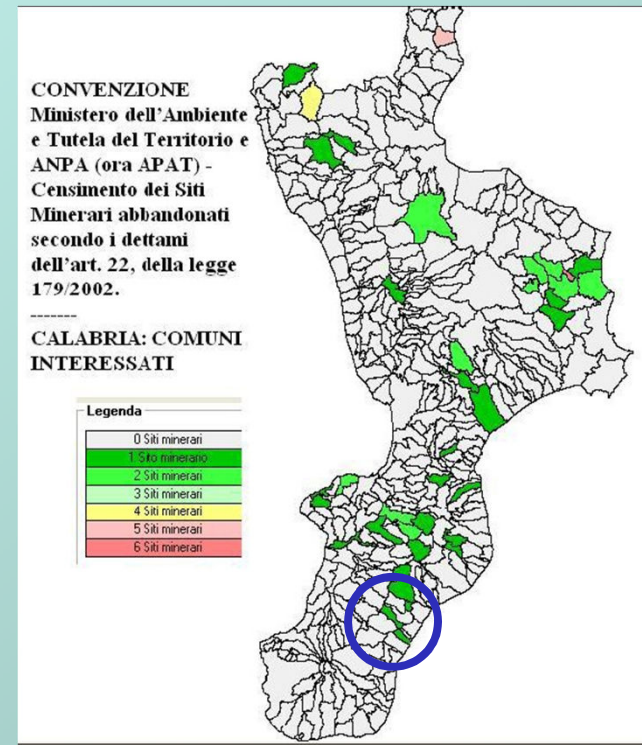 CONVENZIONE
Ministero dell'Ambiente
e Tutela del Territorio e
ANPA (ora APAT) -
Censimento dei Siti
Minerari abbandonati
secondo i dettami
dell'art. 22, della legge
179/2002.
-------
CALABRIA: COMUNI
INTERESSATI
Legenda
0 Siti minerari
1 Sito minerario
2 Siti minerari
3 Siti minerari
4 Siti minerari
5 Siti minerari
6 Siti minerari